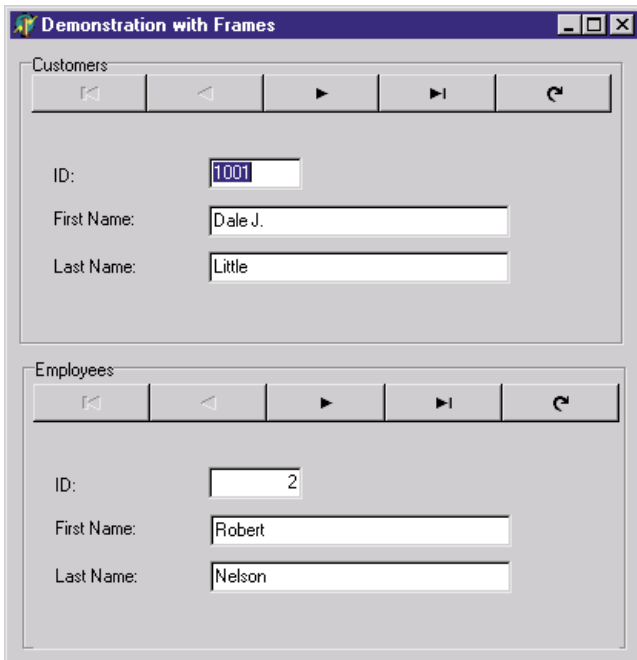 Demonstration with Frames
Customers
ID: 1001
First Name: Dale J.
Last Name: Little
Employees
ID: 2
First Name: Robert
Last Name: Nelson